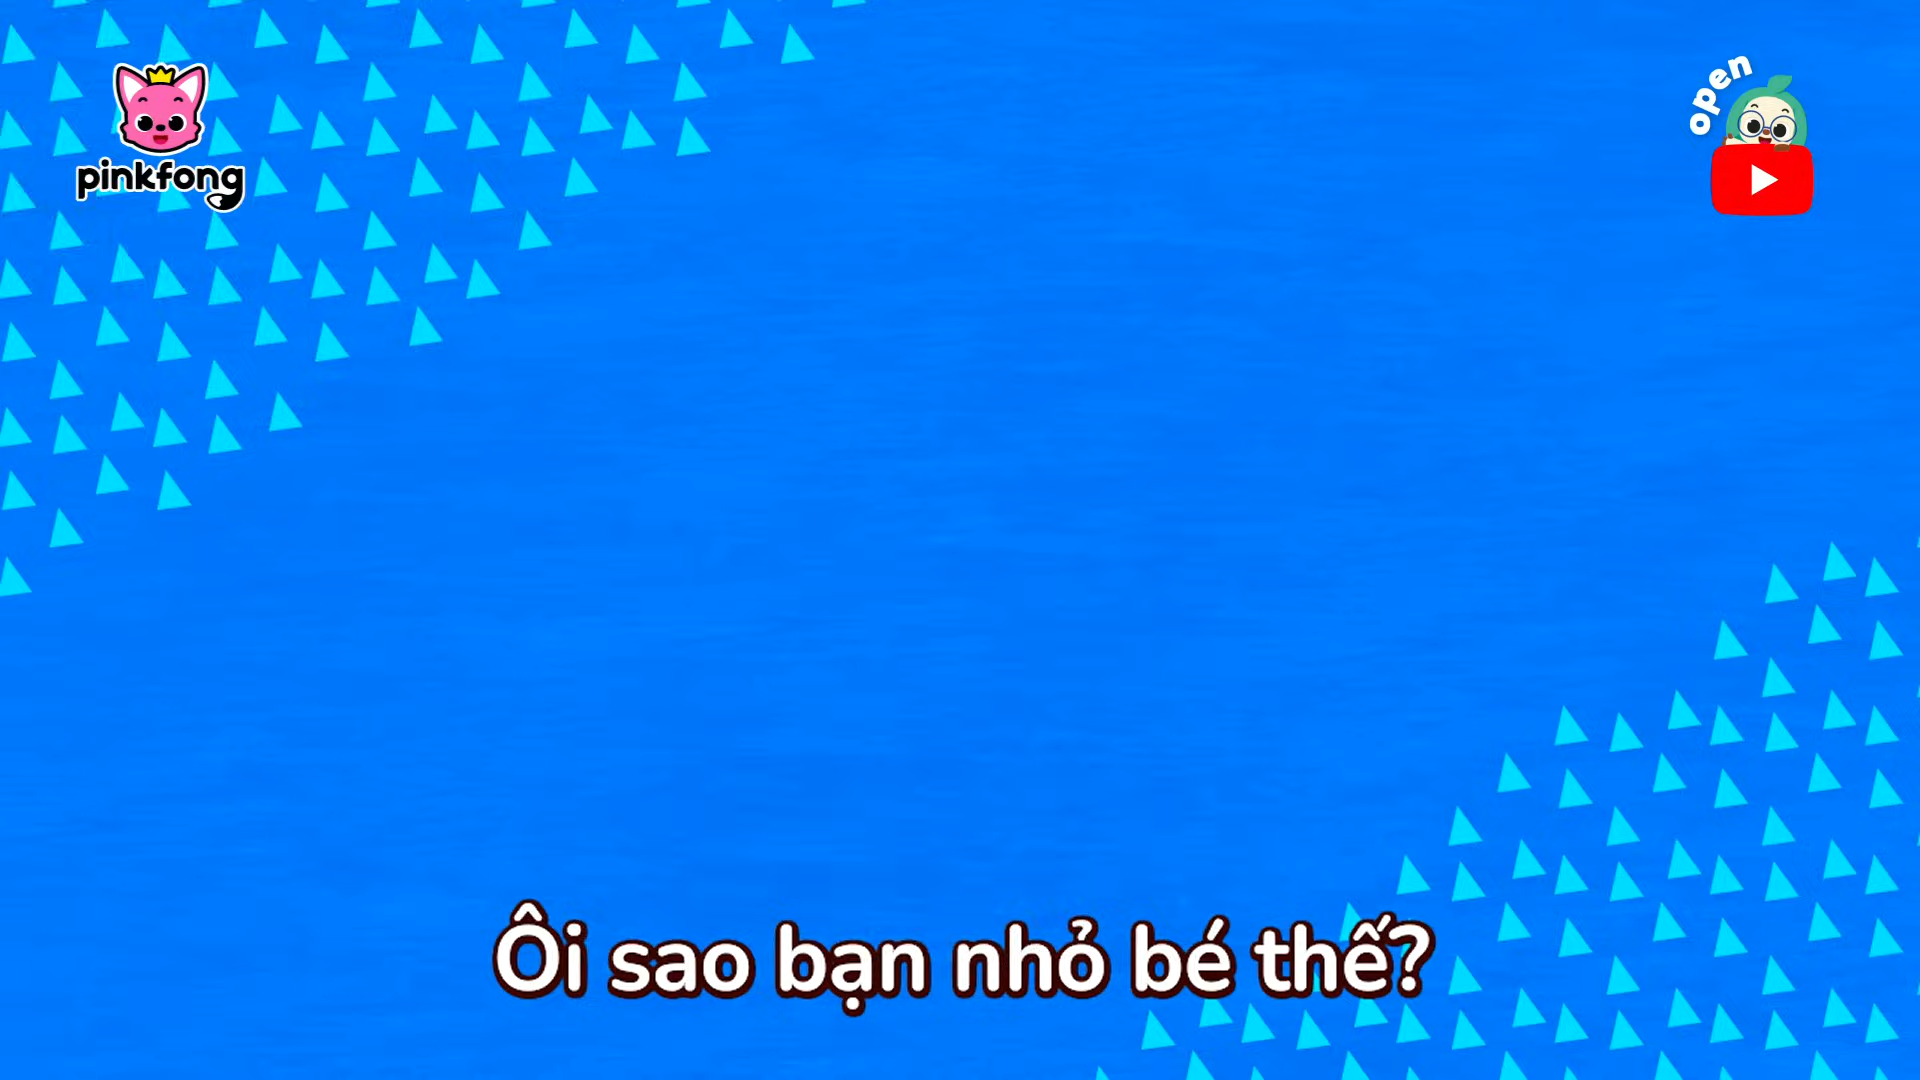 pinkfong
open
Ôi sao bạn nhỏ bé thế?